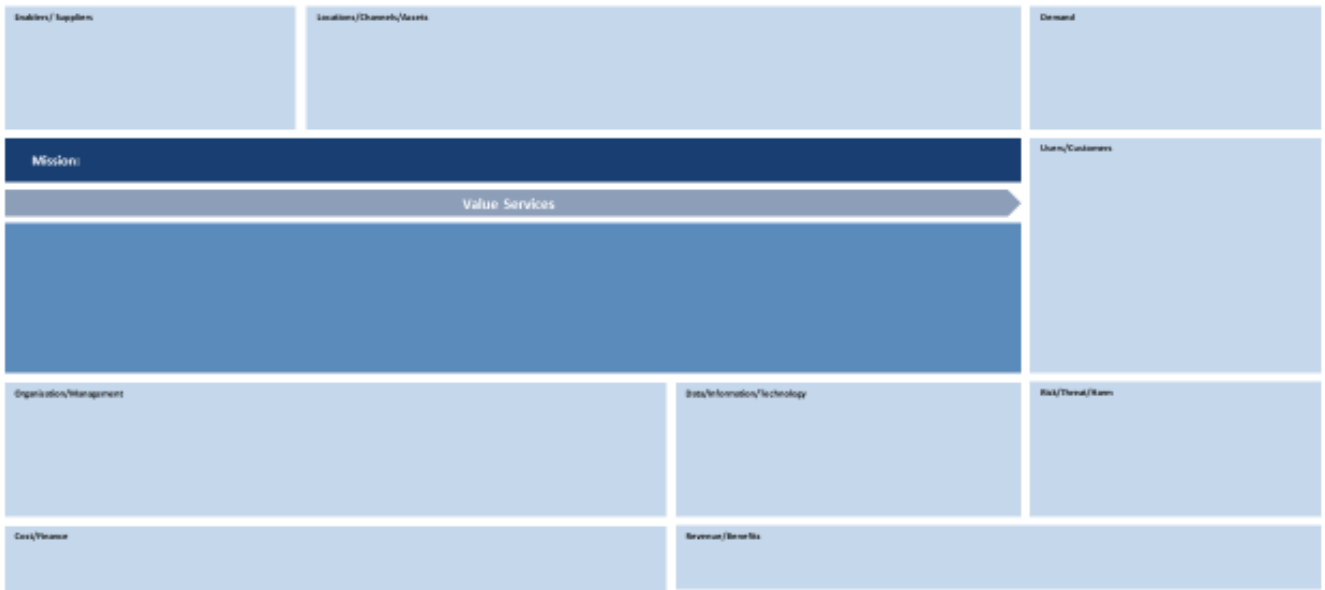 Enablers/ Suppliers
Locations/Channels/Assets
Demand
Mission:
Users/Customers
Value Services
Organisation/Management
Data/Information/Technology
Risk/Threat/Harm
Cost/Finance
Revenue/Benefits